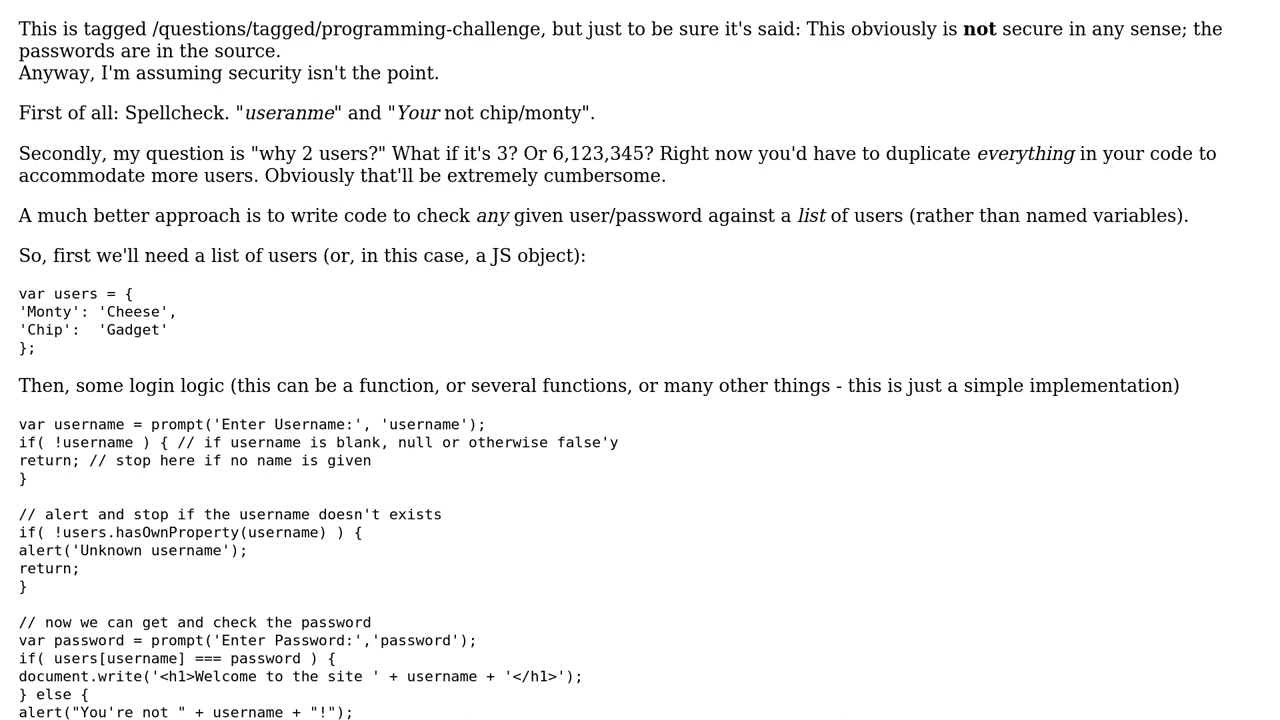 This is tagged /questions/tagged/programming-challenge, but just to be sure it's said: This obviously is not secure in any sense; the
passwords are in the source.
Anyway, I'm assuming security isn't the point.
First of all: Spellcheck. "useranme" and "Your not chip/monty".
Secondly, my question is "why 2 users?" What if it's 3? Or 6,123,345? Right now you'd have to duplicate everything in your code to
accommodate more users. Obviously that'll be extremely cumbersome.
A much better approach is to write code to check any given user/password against a list of users (rather than named variables).
So, first we'll need a list of users (or, in this case, a JS object):
var users = {
'Monty': 'Cheese',
'Chip':  'Gadget'
};
Then, some login logic (this can be a function, or several functions, or many other things - this is just a simple implementation)
var username = prompt('Enter Username:', 'username');
if( !username ) { // if username is blank, null or otherwise false'y
return; // stop here if no name is given
}
// alert and stop if the username doesn't exists
if( !users.hasOwnProperty(username) ) {
alert('Unknown username');
return;
}
// now we can get and check the password
var password = prompt('Enter Password:','password');
if( users[username] === password ) {
document.write('<h1>Welcome to the site ' + username + '</h1>');
} else {
alert("You're not " + username + "!");